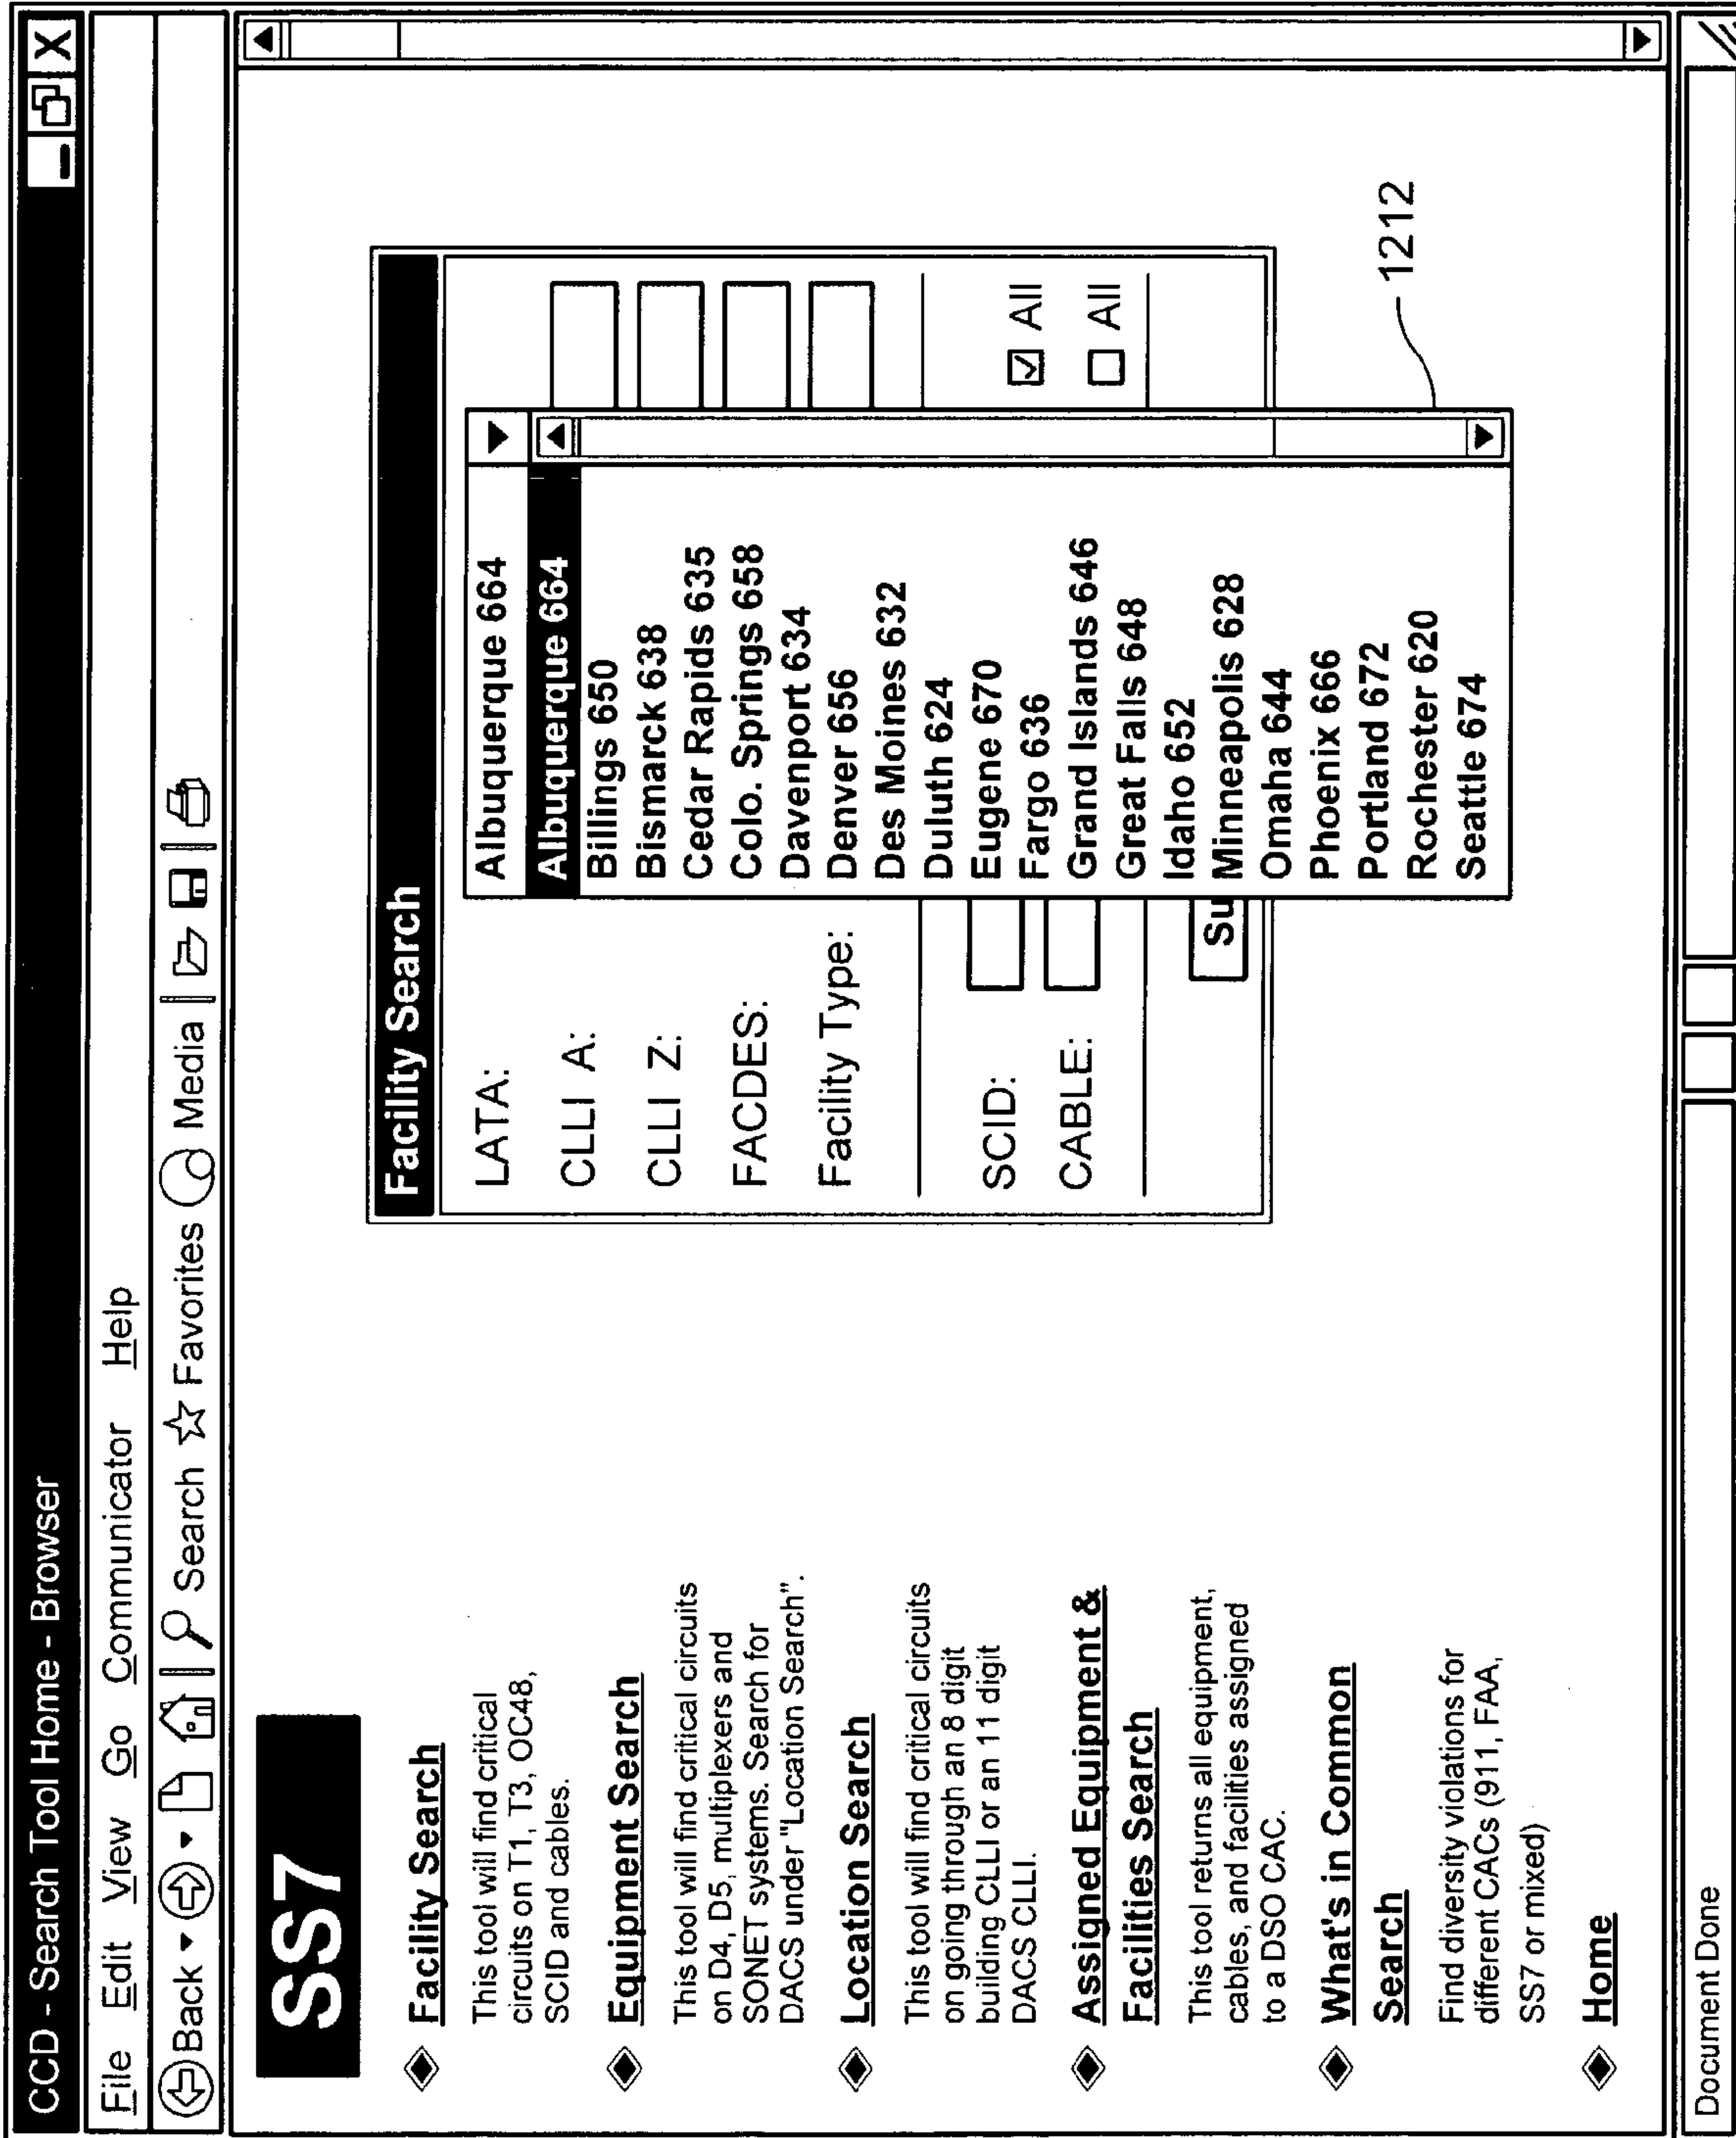 CCD - Search Tool Home - Browser
File Edit View Go Communicator Help
Back Search Favorites Media
SS7
Facility Search
This tool will find critical
circuits on T1, T3, OC48,
SCID and cables.
Equipment Search
This tool will find critical circuits
on D4, D5, multiplexers and
SONET systems. Search for
DACS under "Location Search".
Location Search
This tool will find critical circuits
on going through an 8 digit
building CLLI or an 11 digit
DACS CLLI.
Assigned Equipment &
Facilities Search
This tool returns all equipment,
cables, and facilities assigned
to a DSO CAC.
What's in Common
Search
Find diversity violations for
different CACs (911, FAA,
SS7 or mixed)
Home
Facility Search
LATA:
CLLI A:
CLLI Z:
FACDES:
Facility Type:
SCID:
All
CABLE:
All
Su
Albuquerque 664
Albuquerque 664
Billings 650
Bismarck 638
Cedar Rapids 635
Colo. Springs 658
Davenport 634
Denver 656
Des Moines 632
Duluth 624
Eugene 670
Fargo 636
Grand Islands 646
Great Falls 648
Idaho 652
Minneapolis 628
Omaha 644
Phoenix 666
Portland 672
Rochester 620
Seattle 674
1212
Document Done